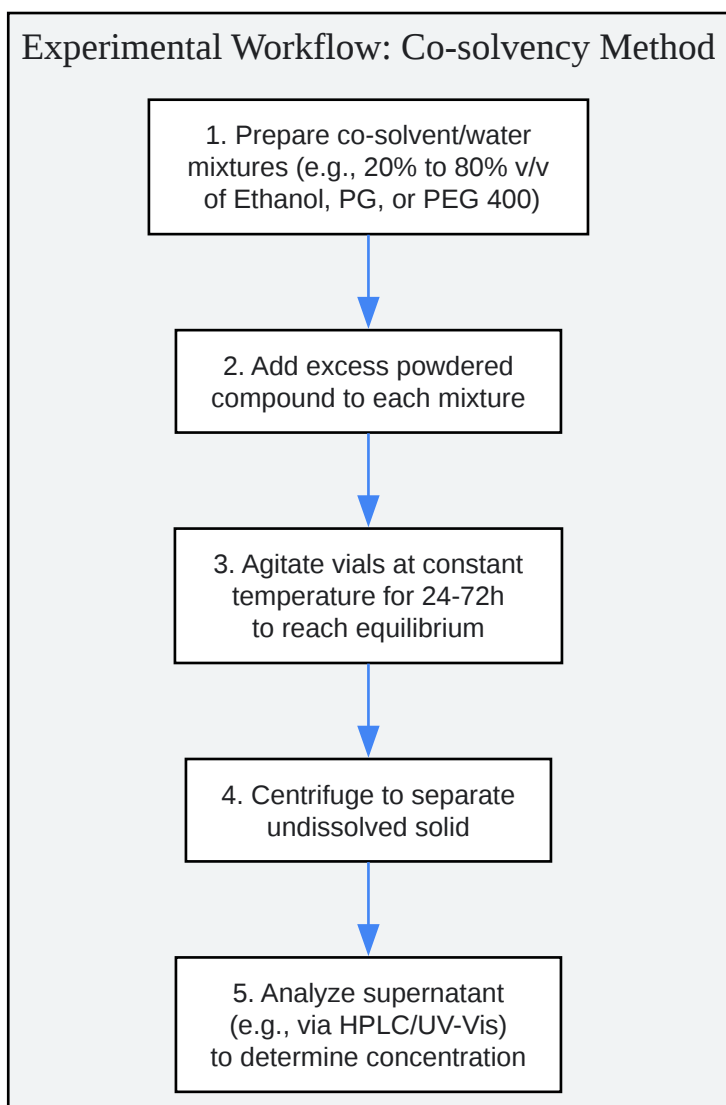 Experimental Workflow: Co-solvency Method
1. Prepare co-solvent/water
mixtures (e.g., 20% to 80% v/v
of Ethanol, PG, or PEG 400)
2. Add excess powdered
compound to each mixture
3. Agitate vials at constant
temperature for 24-72h
to reach equilibrium
4. Centrifuge to separate
undissolved solid
5. Analyze supernatant
(e.g., via HPLC/UV-Vis)
to determine concentration